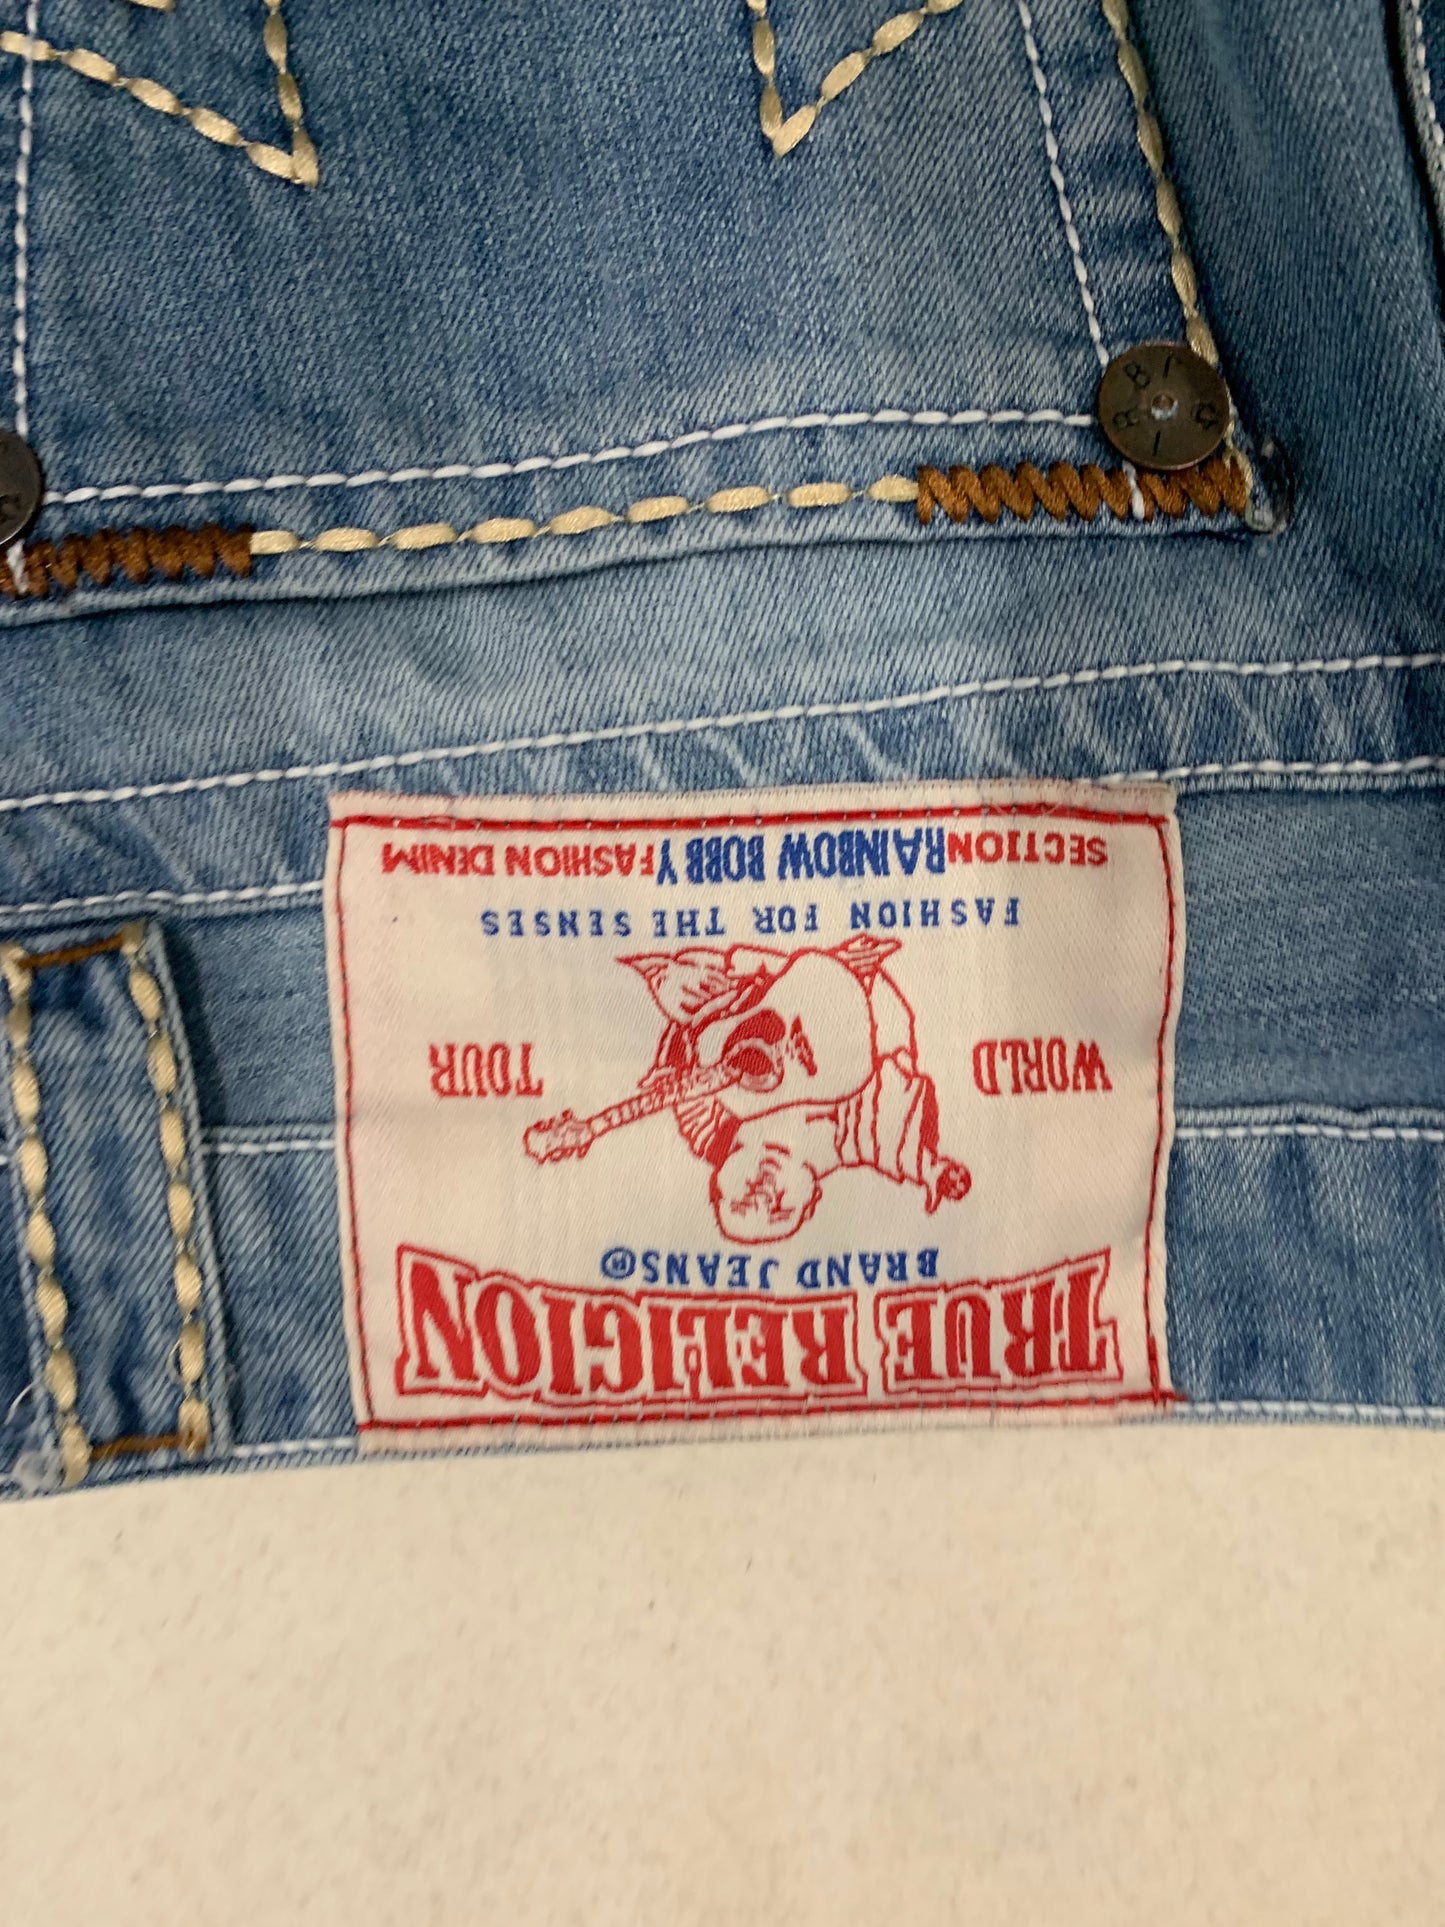 TRUE RELIGION
BRAND JEANS®
WORLD TOUR
FASHION FOR THE SENSES
SECTION RAINBOW BOBBY FASHION DENIM